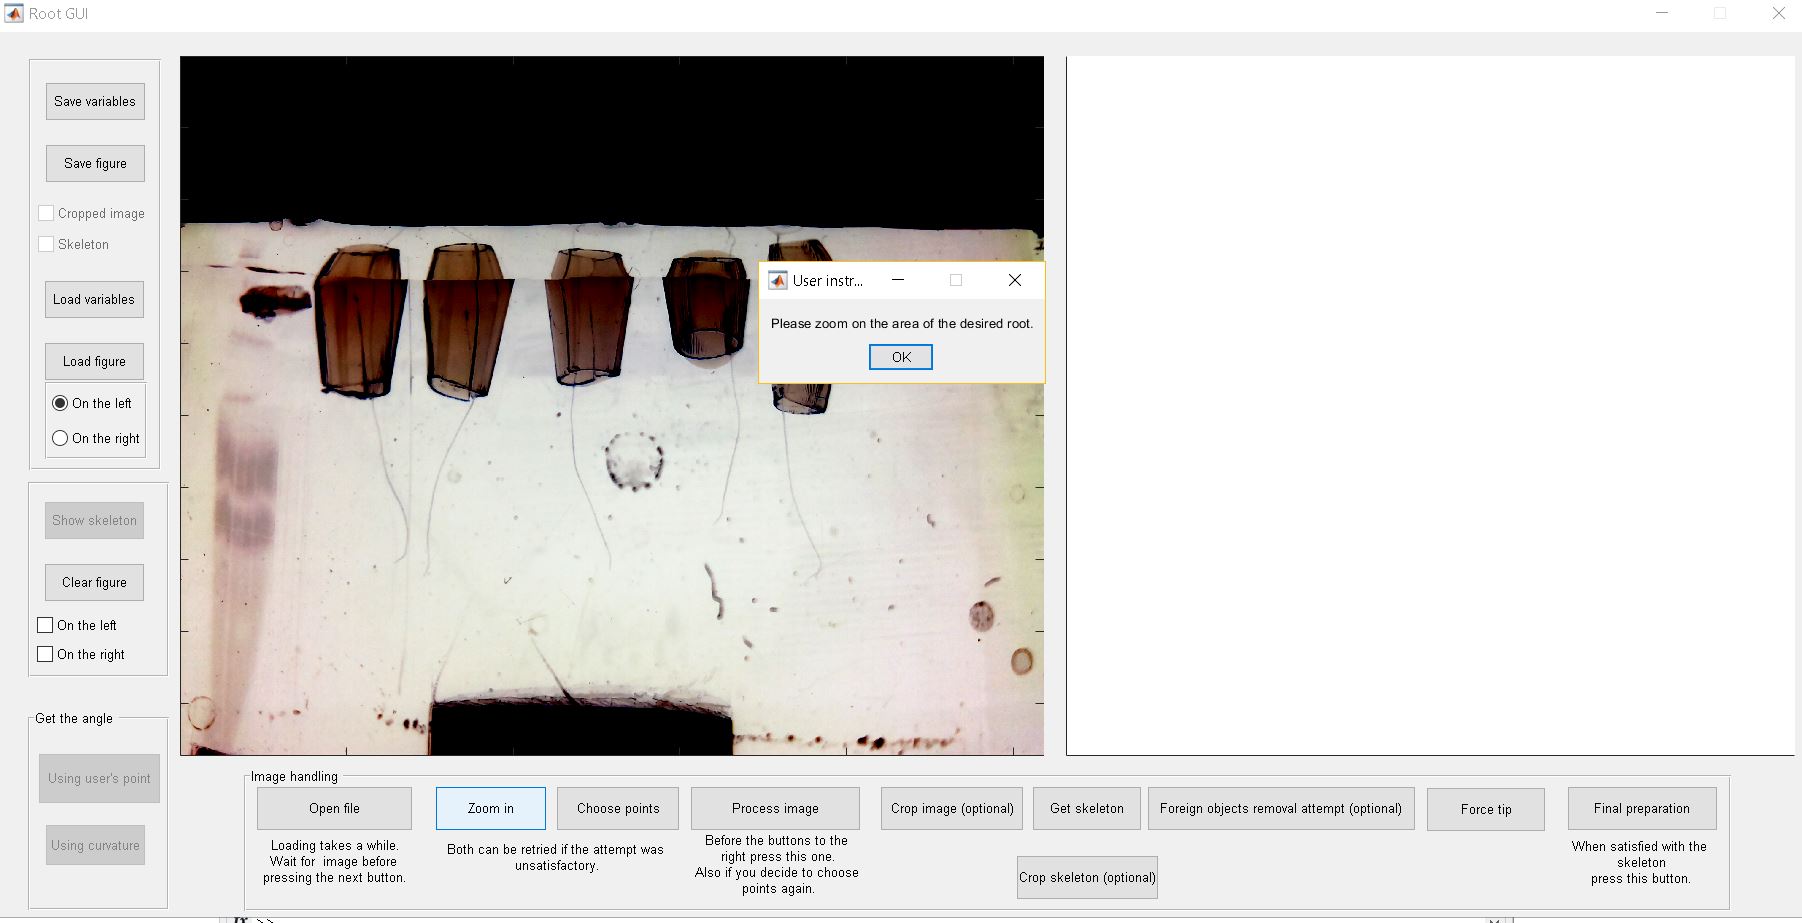 Root GUI
Save variables
Save figure
Cropped image
Skeleton
Load variables
Load figure
On the left
On the right
Show skeleton
Clear figure
On the left
On the right
Get the angle
Using user's point
Using curvature
User instr...
Please zoom on the area of the desired root.
OK
Image handling
Open file
Loading takes a while.
Wait for image before
pressing the next button.
Zoom in
Choose points
Both can be retried if the attempt was
unsatisfactory.
Process image
Before the buttons to the
right press this one.
Also if you decide to choose
points again.
Crop image (optional)
Get skeleton
Crop skeleton (optional)
Foreign objects removal attempt (optional)
Force tip
Final preparation
When satisfied with the
skeleton
press this button.